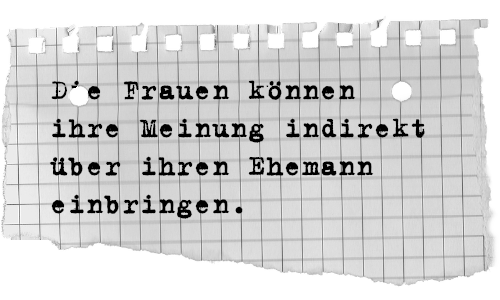 Die Frauen können
ihre Meinung indirekt
über ihren Ehemann
einbringen.